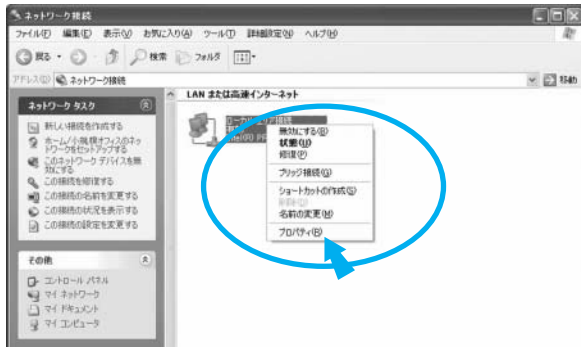 ネットワーク接続
ファイル(F) 編集(E) 表示(V) お気に入り(A) ツール(T) 詳細設定(N) ヘルプ(H)
戻る 検索 フォルダ
アドレス(D) ネットワーク接続 移動
ネットワーク タスク
新しい接続を作成する
ホーム/小規模オフィスのネットワークをセットアップする
このネットワーク デバイスを無効にする
この接続を修復する
この接続の名前を変更する
この接続の状況を表示する
この接続の設定を変更する
その他
コントロール パネル
マイ ネットワーク
マイ ドキュメント
マイ コンピュータ
LAN または高速インターネット
ローカル エリア接続
無効にする(B)
状態(U)
修復(P)
ブリッジ接続(G)
ショートカットの作成(S)
削除(D)
名前の変更(M)
プロパティ(R)